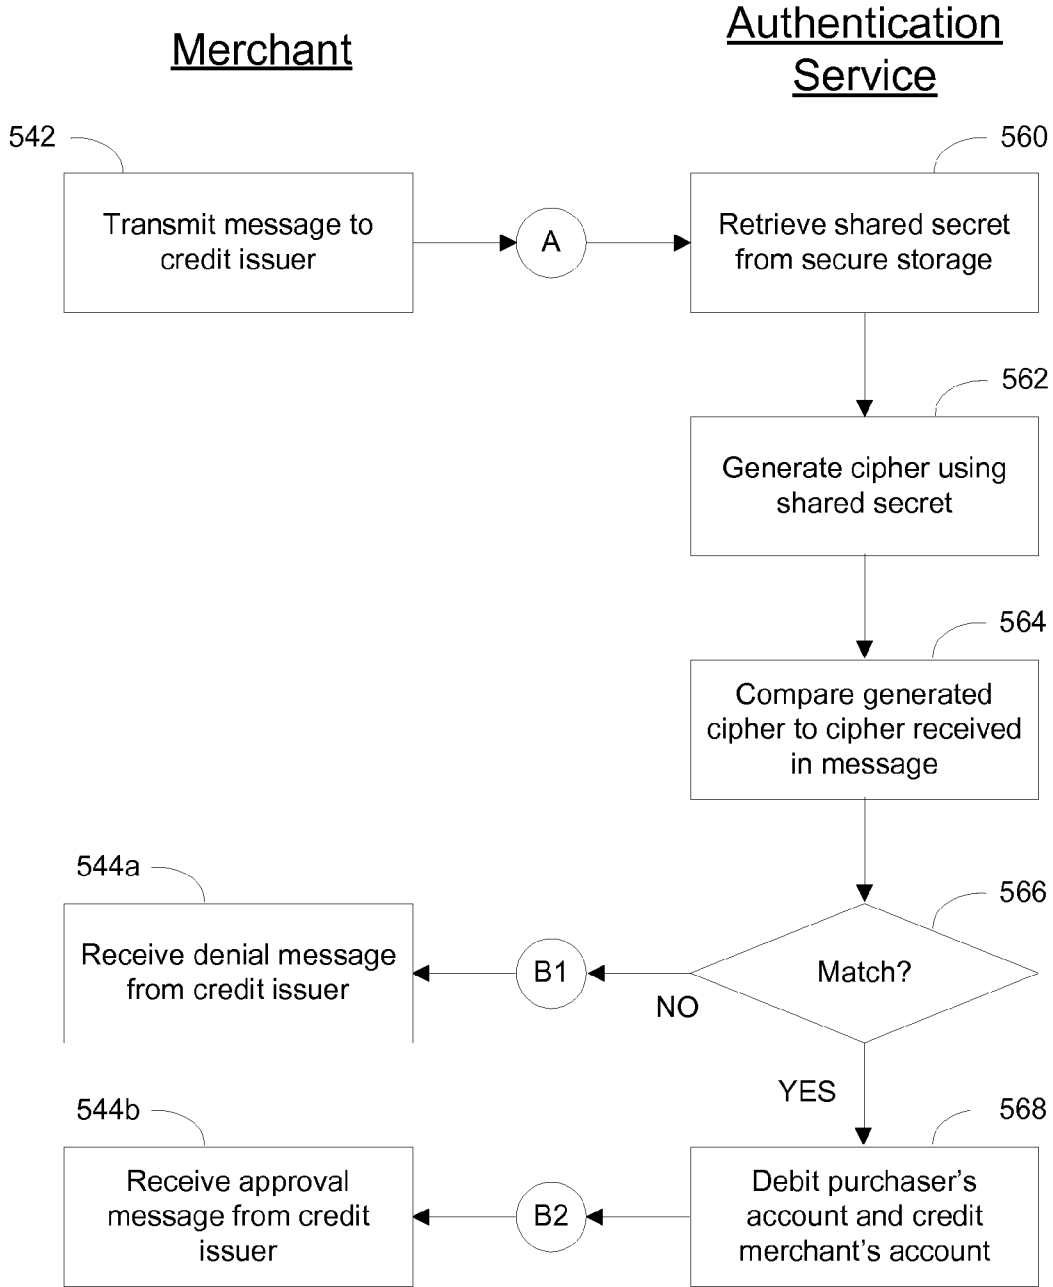 Merchant
Authentication
Service
542
560
Transmit message to
credit issuer
A
Retrieve shared secret
from secure storage
562
Generate cipher using
shared secret
564
Compare generated
cipher to cipher received
in message
544a
566
Receive denial message
from credit issuer
B1
Match?
NO
YES
544b
568
Receive approval
message from credit
issuer
B2
Debit purchaser's
account and credit
merchant's account